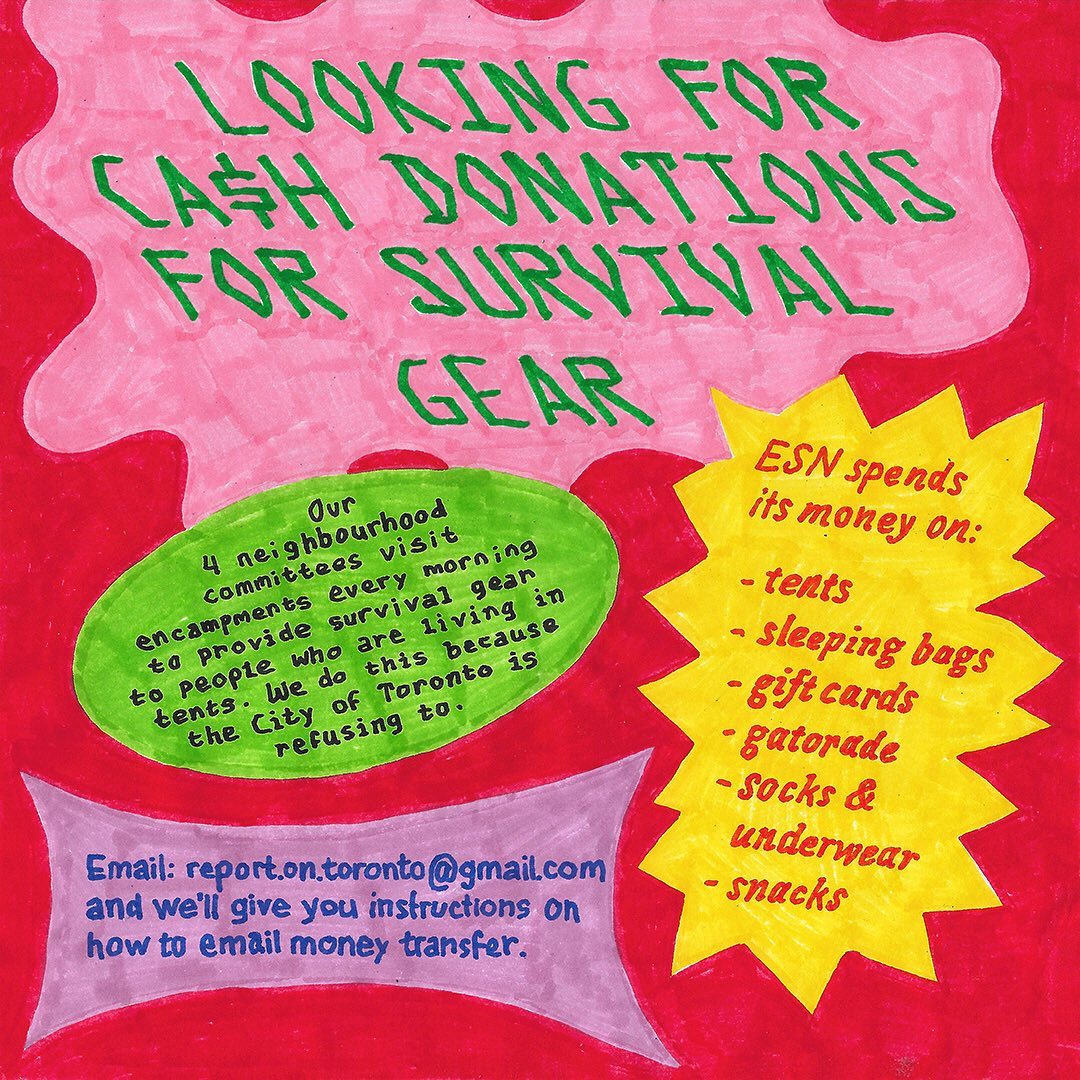 LOOKING FOR
CA$H DONATIONS
FOR SURVIVAL
GEAR
Our
4 neighbourhood
committees visit
encampments every morning
to provide survival gear
to people who are living in
tents. We do this because
the City of Toronto is
refusing to.
ESN spends
its money on:
- tents
- sleeping bags
- gift cards
- gatorade
- socks &
underwear
- snacks
Email: report.on.toronto@gmail.com
and we'll give you instructions on
how to email money transfer.